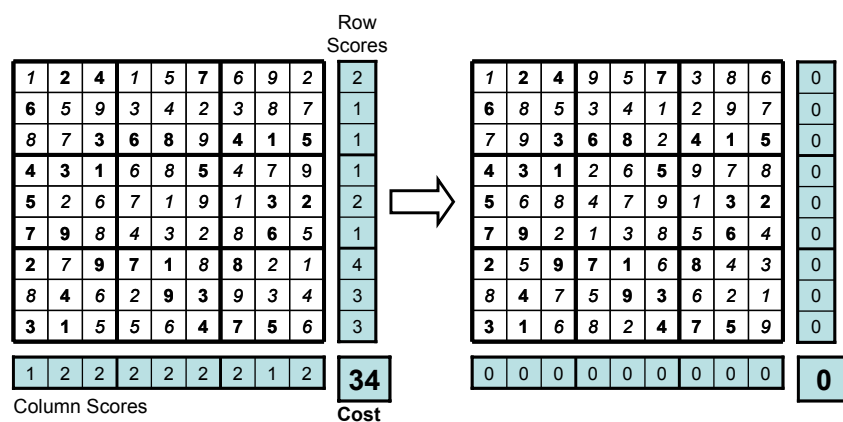 Row
Scores
1 2 4 1 5 7 6 9 2 2 1 2 4 9 5 7 3 8 6 0
6 5 9 3 4 2 3 8 7 1 6 8 5 3 4 1 2 9 7 0
8 7 3 6 8 9 4 1 5 1 7 9 3 6 8 2 4 1 5 0
4 3 1 6 8 5 4 7 9 1 4 3 1 2 6 5 9 7 8 0
5 2 6 7 1 9 1 3 2 2 5 6 8 4 7 9 1 3 2 0
7 9 8 4 3 2 8 6 5 1 7 9 2 1 3 8 5 6 4 0
2 7 9 7 1 8 8 2 1 4 2 5 9 7 1 6 8 4 3 0
8 4 6 2 9 3 9 3 4 3 8 4 7 5 9 3 6 2 1 0
3 1 5 5 6 4 7 5 6 3 3 1 6 8 2 4 7 5 9 0
1 2 2 2 2 2 2 1 2 34 0 0 0 0 0 0 0 0 0 0
Column Scores Cost